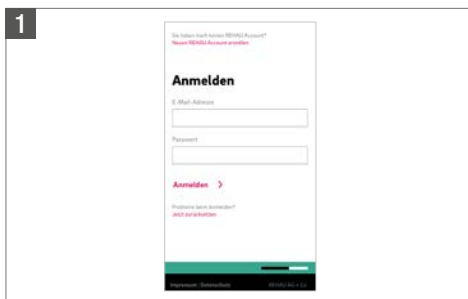 1
Sie haben noch keinen REHAU Account?
Neuen REHAU Account erstellen
Anmelden
E-Mail-Adresse
Passwort
Anmelden >
Probleme beim Anmelden?
Jetzt zurücksetzen
Impressum | Datenschutz
REHAU AG + Co